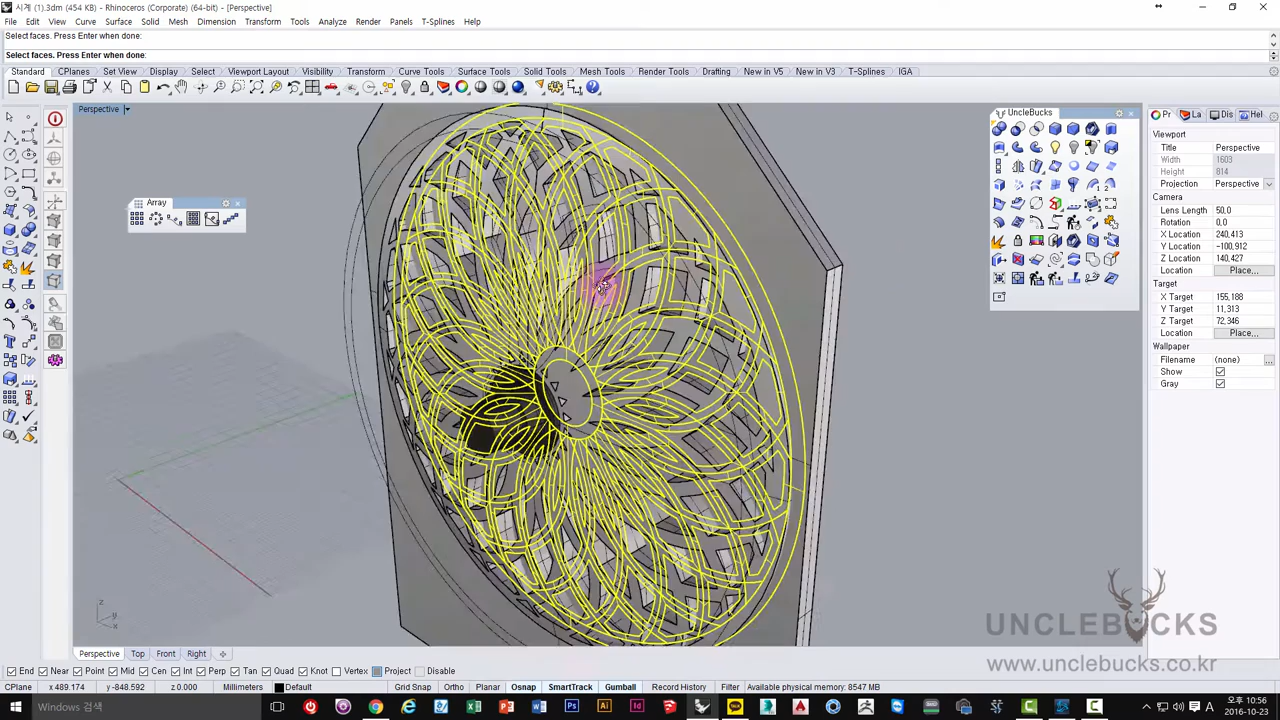 시계 (1).3dm (454 KB) - Rhinoceros (Corporate) (64-bit) - [Perspective]
File Edit View Curve Surface Solid Mesh Dimension Transform Tools Analyze Render Panels T-Splines Help
Select faces. Press Enter when done:
Select faces. Press Enter when done:
Standard CPlanes Set View Display Select Viewport Layout Visibility Transform Curve Tools Surface Tools Solid Tools Mesh Tools Render Tools Drafting New in V5 New in V3 T-Splines IGA
Perspective
Array
UncleBucks
Pr La Dis Hel
Viewport
Title Perspective
Width 1603
Height 814
Projection Perspective
Camera
Lens Length 50,0
Rotation 0,0
X Location 240,413
Y Location -100,912
Z Location 140,427
Location Place...
Target
X Target 155,188
Y Target 11,313
Z Target 72,346
Location Place...
Wallpaper
Filename (none) ...
Show
Gray
z
y
x
UNCLEBUCKS
www.unclebucks.co.kr
Perspective Top Front Right
End Near Point Mid Cen Int Perp Tan Quad Knot Vertex Project Disable
CPlane x 489.174 y -848.592 z 0.000 Millimeters Default Grid Snap Ortho Planar Osnap SmartTrack Gumball Record History Filter Available physical memory: 8547 MB
Windows 검색
A 오후 10:56
2016-10-23